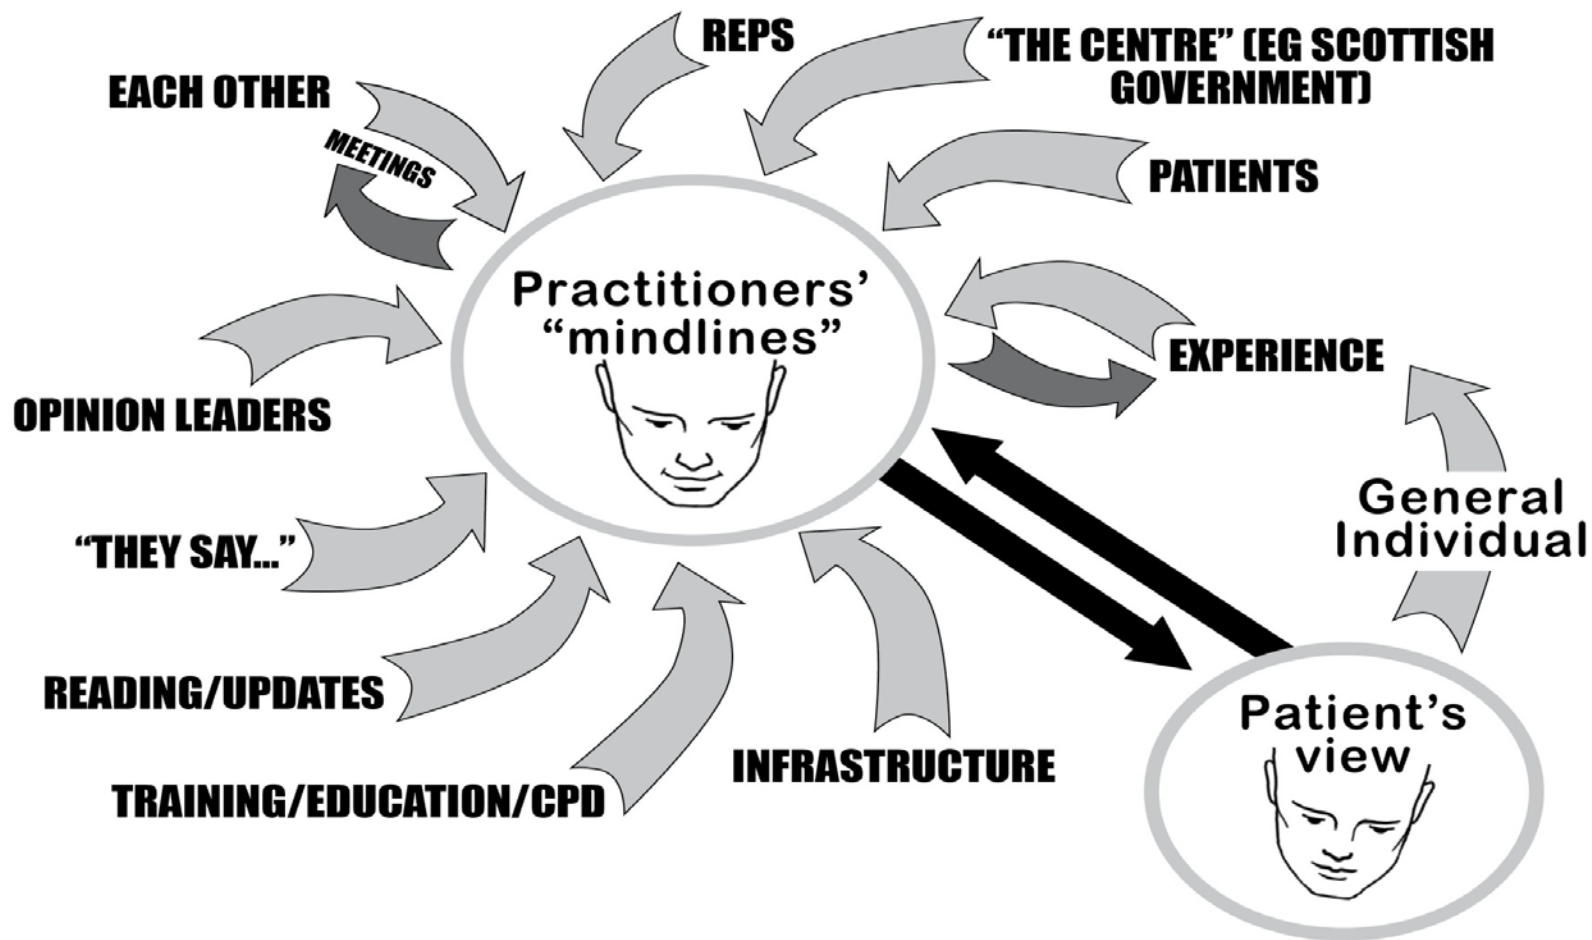 REPS
“THE CENTRE” (EG SCOTTISH
GOVERNMENT)
EACH OTHER
MEETINGS
PATIENTS
Practitioners’
“mindlines”
EXPERIENCE
OPINION LEADERS
General
Individual
“THEY SAY...”
READING/UPDATES
TRAINING/EDUCATION/CPD
INFRASTRUCTURE
Patient’s
view